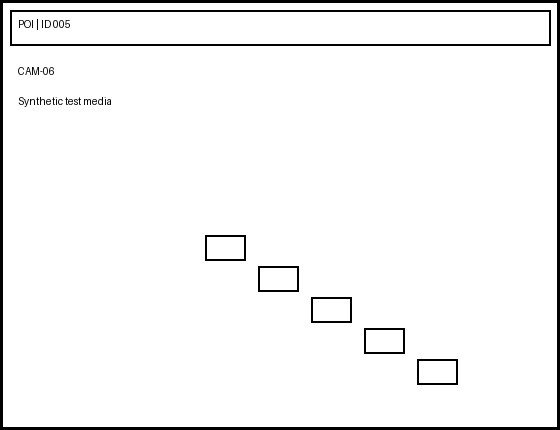 POI | ID 005
CAM-06
Synthetic test media